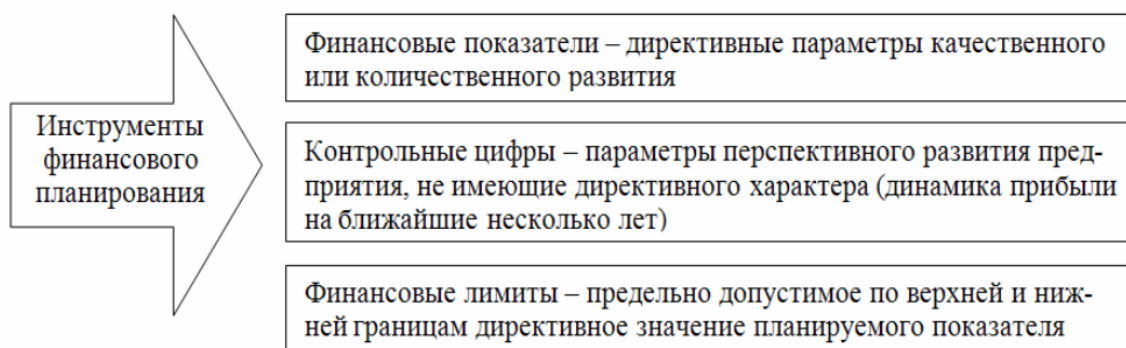 Инструменты
финансового
планирования
Финансовые показатели – директивные параметры качественного
или количественного развития
Контрольные цифры – параметры перспективного развития пред-
приятия, не имеющие директивного характера (динамика прибыли
на ближайшие несколько лет)
Финансовые лимиты – предельно допустимое по верхней и ниж-
ней границам директивное значение планируемого показателя